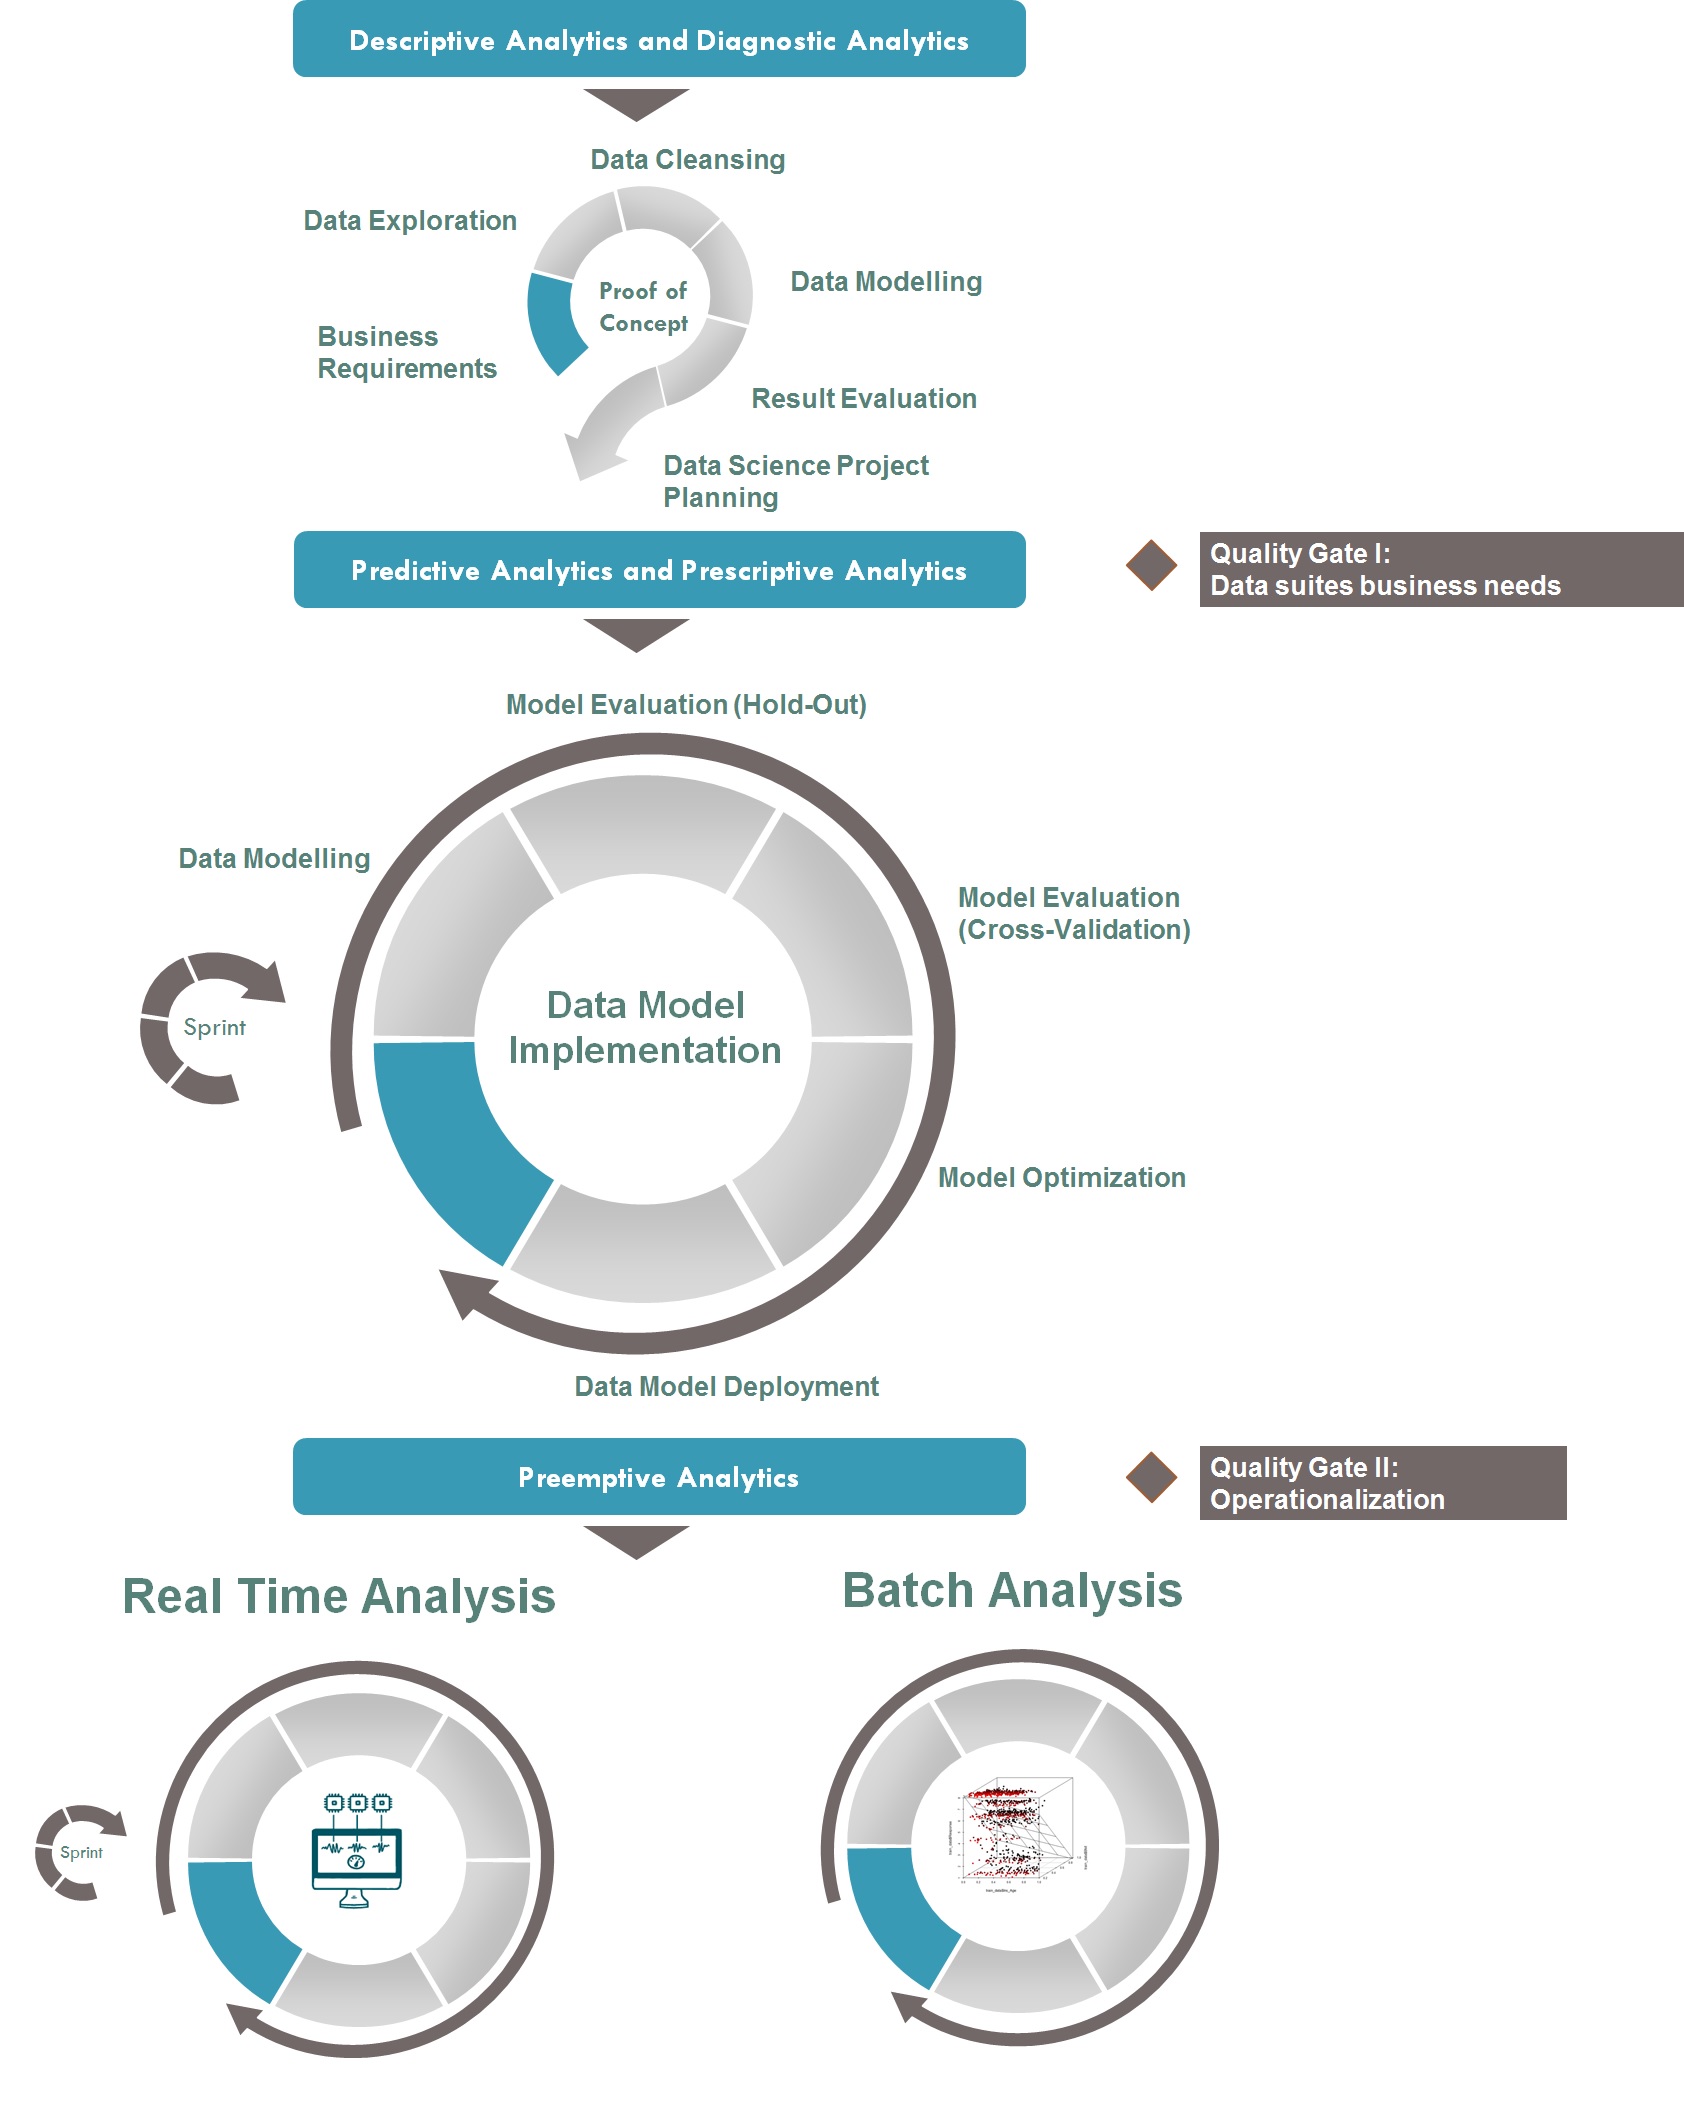 Descriptive Analytics and Diagnostic Analytics
Data Cleansing
Data Exploration
Data Modelling
Proof of
Concept
Business
Requirements
Result Evaluation
Data Science Project
Planning
Predictive Analytics and Prescriptive Analytics
Quality Gate I:
Data suites business needs
Model Evaluation (Hold-Out)
Data Modelling
Model Evaluation
(Cross-Validation)
Sprint
Data Model
Implementation
Model Optimization
Data Model Deployment
Preemptive Analytics
Quality Gate II:
Operationalization
Real Time Analysis
Batch Analysis
Sprint